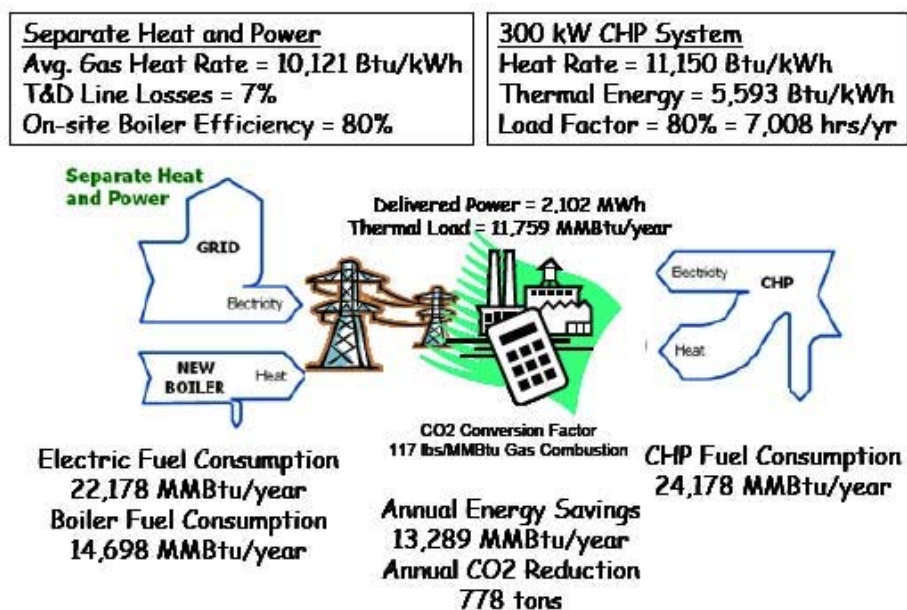 Separate Heat and Power
Avg. Gas Heat Rate = 10,121 Btu/kWh
T&D Line Losses = 7%
On-site Boiler Efficiency = 80%
300 kW CHP System
Heat Rate = 11,150 Btu/kWh
Thermal Energy = 5,593 Btu/kWh
Load Factor = 80% = 7,008 hrs/yr
Separate Heat
and Power
Delivered Power = 2,102 MWh
Thermal Load = 11,759 MMBtu/year
GRID
Electricity
NEW
BOILER
Heat
Electricity
CHP
Heat
CO2 Conversion Factor
117 lbs/MMBtu Gas Combustion
Electric Fuel Consumption
22,178 MMBtu/year
Boiler Fuel Consumption
14,698 MMBtu/year
Annual Energy Savings
13,289 MMBtu/year
Annual CO2 Reduction
778 tons
CHP Fuel Consumption
24,178 MMBtu/year